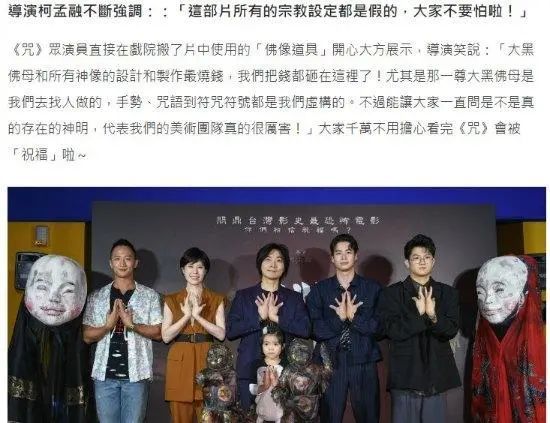 導演柯孟融不斷強調：：「這部片所有的宗教設定都是假的，大家不要怕啦！」
《咒》眾演員直接在戲院搬了片中使用的「佛像道具」開心大方展示，導演笑說：「大黑
佛母和所有神像的設計和製作最燒錢，我們把錢都砸在這裡了！尤其是那一尊大黑佛母是
我們去找人做的，手勢、咒語到符咒符號都是我們虛構的。不過能讓大家一直問是不是真
的存在的神明，代表我們的美術團隊真的很厲害！」大家千萬不用擔心看完《咒》會被
「祝福」啦～
問鼎台灣影史最恐怖電影
你們相信祝福嗎？